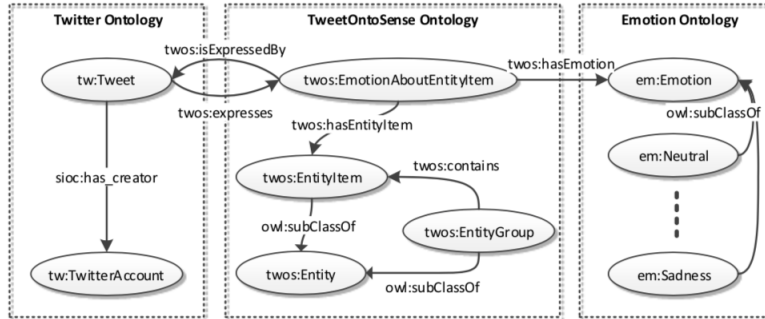 Twitter Ontology
TweetOntoSense Ontology
Emotion Ontology
twos:isExpressedBy
tw:Tweet
twos:EmotionAboutEntityItem
twos:hasEmotion
em:Emotion
twos:expresses
owl:subClassOf
twos:hasEntityItem
em:Neutral
sioc:has_creator
twos:EntityItem
twos:contains
owl:subClassOf
twos:EntityGroup
tw:TwitterAccount
twos:Entity
em:Sadness
owl:subClassOf